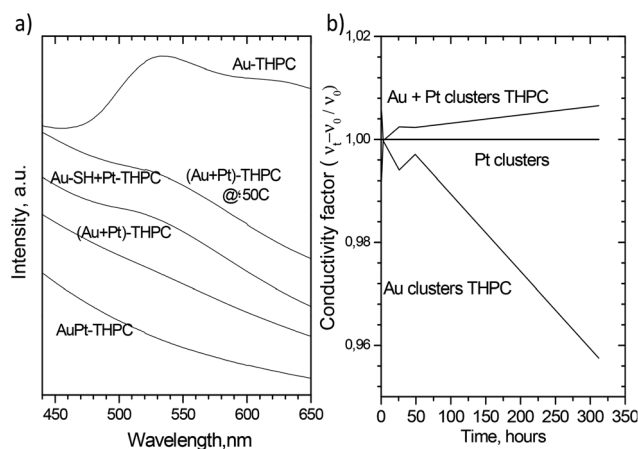 a)
Au-THPC
Au-SH+Pt-THPC
(Au+Pt)-THPC
@ 50C
(Au+Pt)-THPC
AuPt-THPC
Intensity, a.u.
450 500 550 600 650
Wavelength,nm
b)
1,02
1,00
0,98
0,96
Conductivity factor ( νt–ν0 / ν0)
Au + Pt clusters THPC
Pt clusters
Au clusters THPC
0 50 100 150 200 250 300 350
Time, hours